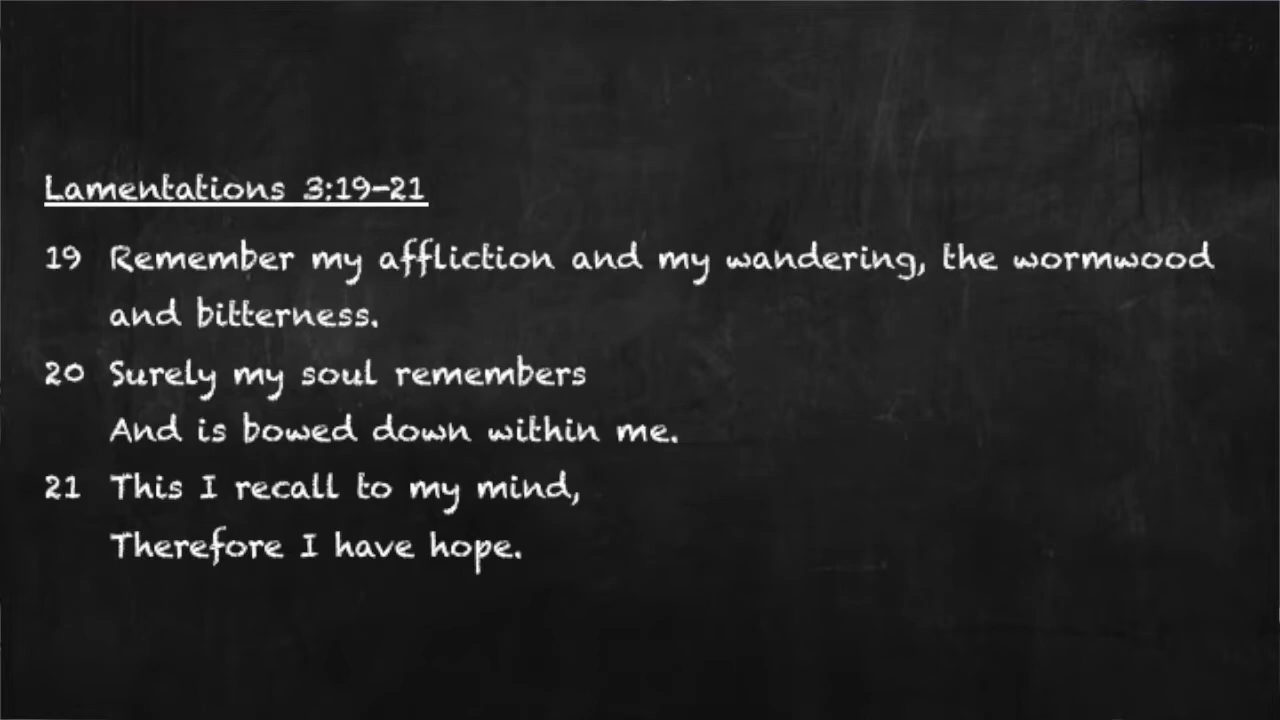 Lamentations 3:19-21
19 Remember my affliction and my wandering, the wormwood
and bitterness.
20 Surely my soul remembers
And is bowed down within me.
21 This I recall to my mind,
Therefore I have hope.